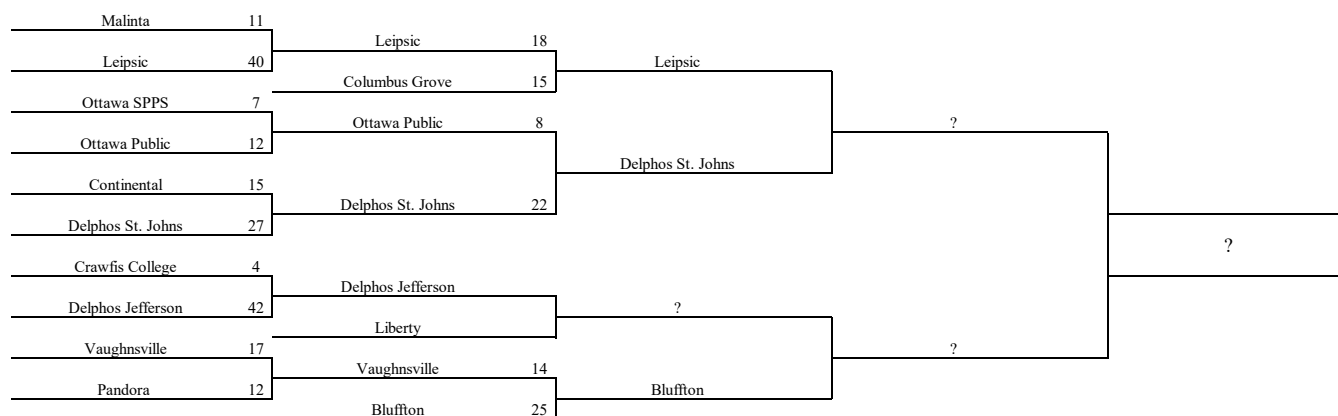 Malinta 11
Leipsic 18
Leipsic 40
Leipsic
Columbus Grove 15
Ottawa SPPS 7
Ottawa Public 8
?
Ottawa Public 12
Delphos St. Johns
Continental 15
Delphos St. Johns 22
Delphos St. Johns 27
?
Crawfis College 4
Delphos Jefferson
Delphos Jefferson 42
?
Liberty
Vaughnsville 17
?
Vaughnsville 14
Pandora 12
Bluffton
Bluffton 25